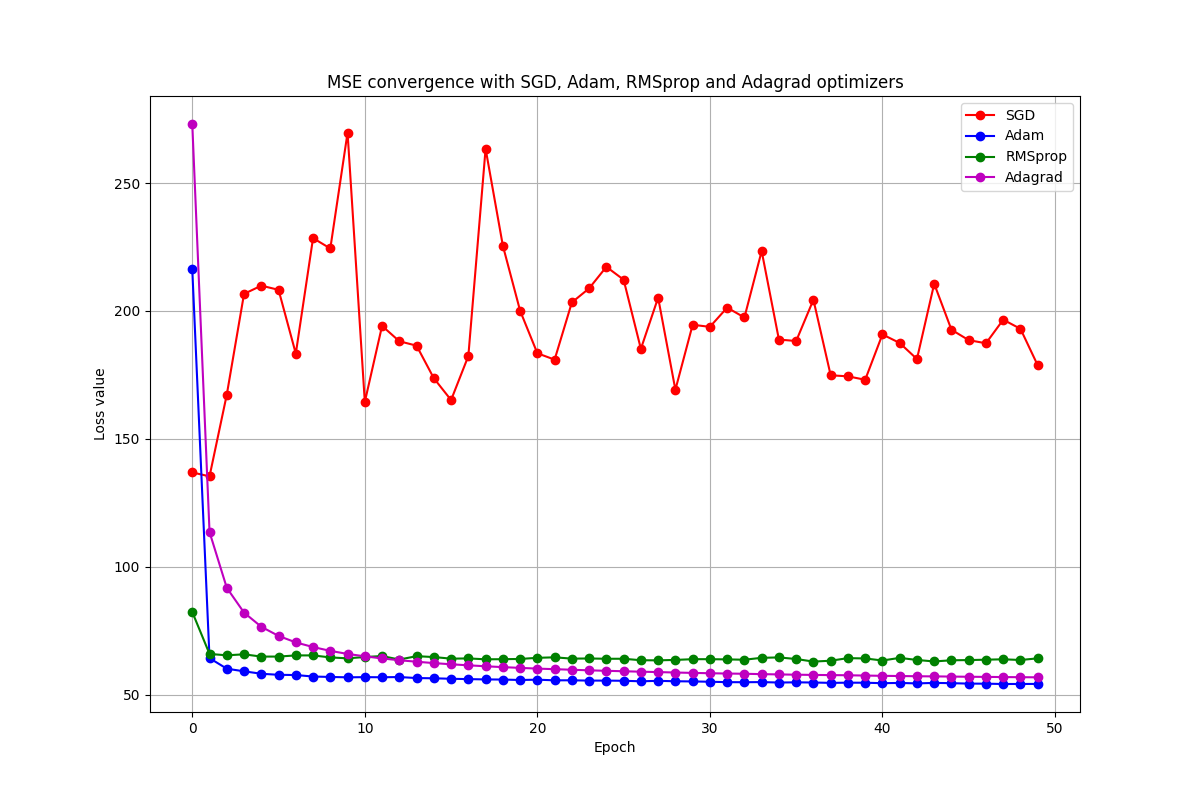 MSE convergence with SGD, Adam, RMSprop and Adagrad optimizers
SGD
Adam
RMSprop
Adagrad
250
200
150
100
50
Loss value
0 10 20 30 40 50
Epoch